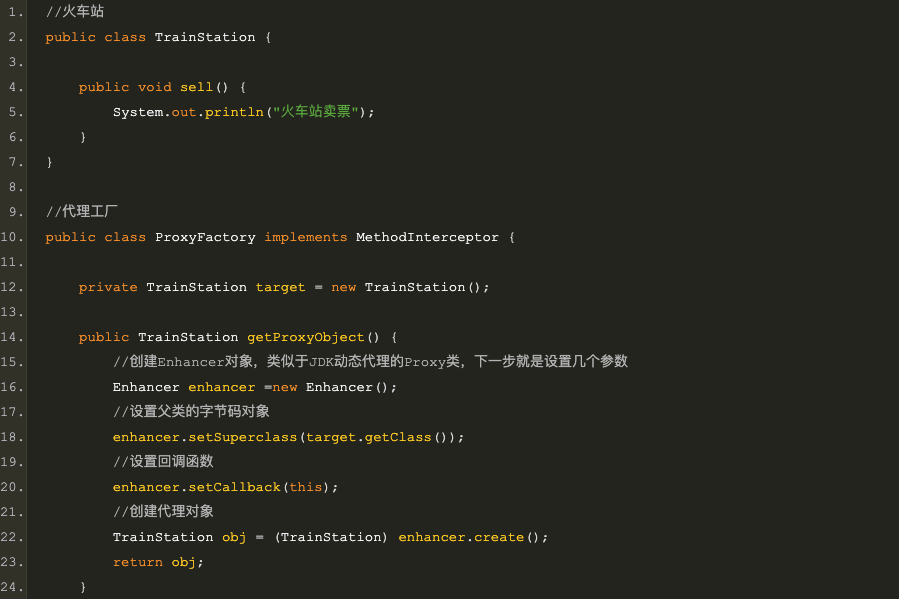 1. //火车站
2. public class TrainStation {
3.
4.     public void sell() {
5.         System.out.println("火车站卖票");
6.     }
7. }
8.
9. //代理工厂
10. public class ProxyFactory implements MethodInterceptor {
11.
12.     private TrainStation target = new TrainStation();
13.
14.     public TrainStation getProxyObject() {
15.         //创建Enhancer对象，类似于JDK动态代理的Proxy类，下一步就是设置几个参数
16.         Enhancer enhancer =new Enhancer();
17.         //设置父类的字节码对象
18.         enhancer.setSuperclass(target.getClass());
19.         //设置回调函数
20.         enhancer.setCallback(this);
21.         //创建代理对象
22.         TrainStation obj = (TrainStation) enhancer.create();
23.         return obj;
24.     }